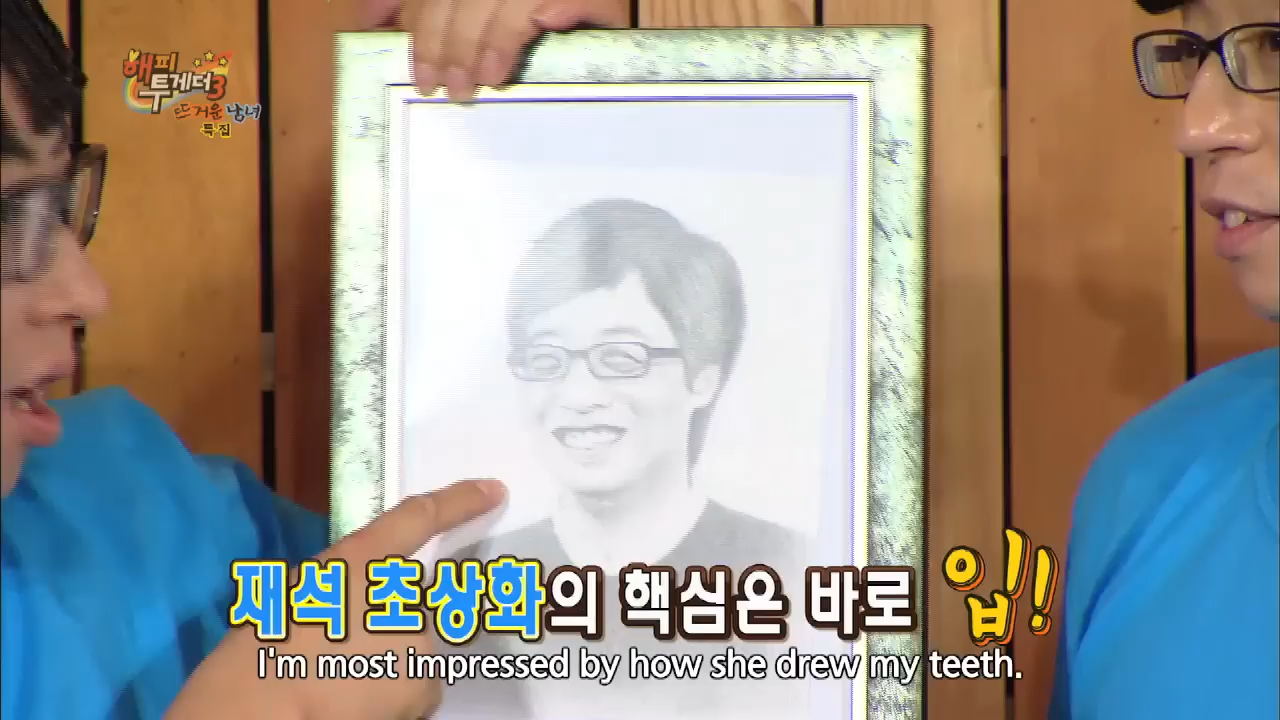 해피
투게더3
뜨거운 남녀
특집
재석 초상화의 핵심은 바로 입!
I'm most impressed by how she drew my teeth.